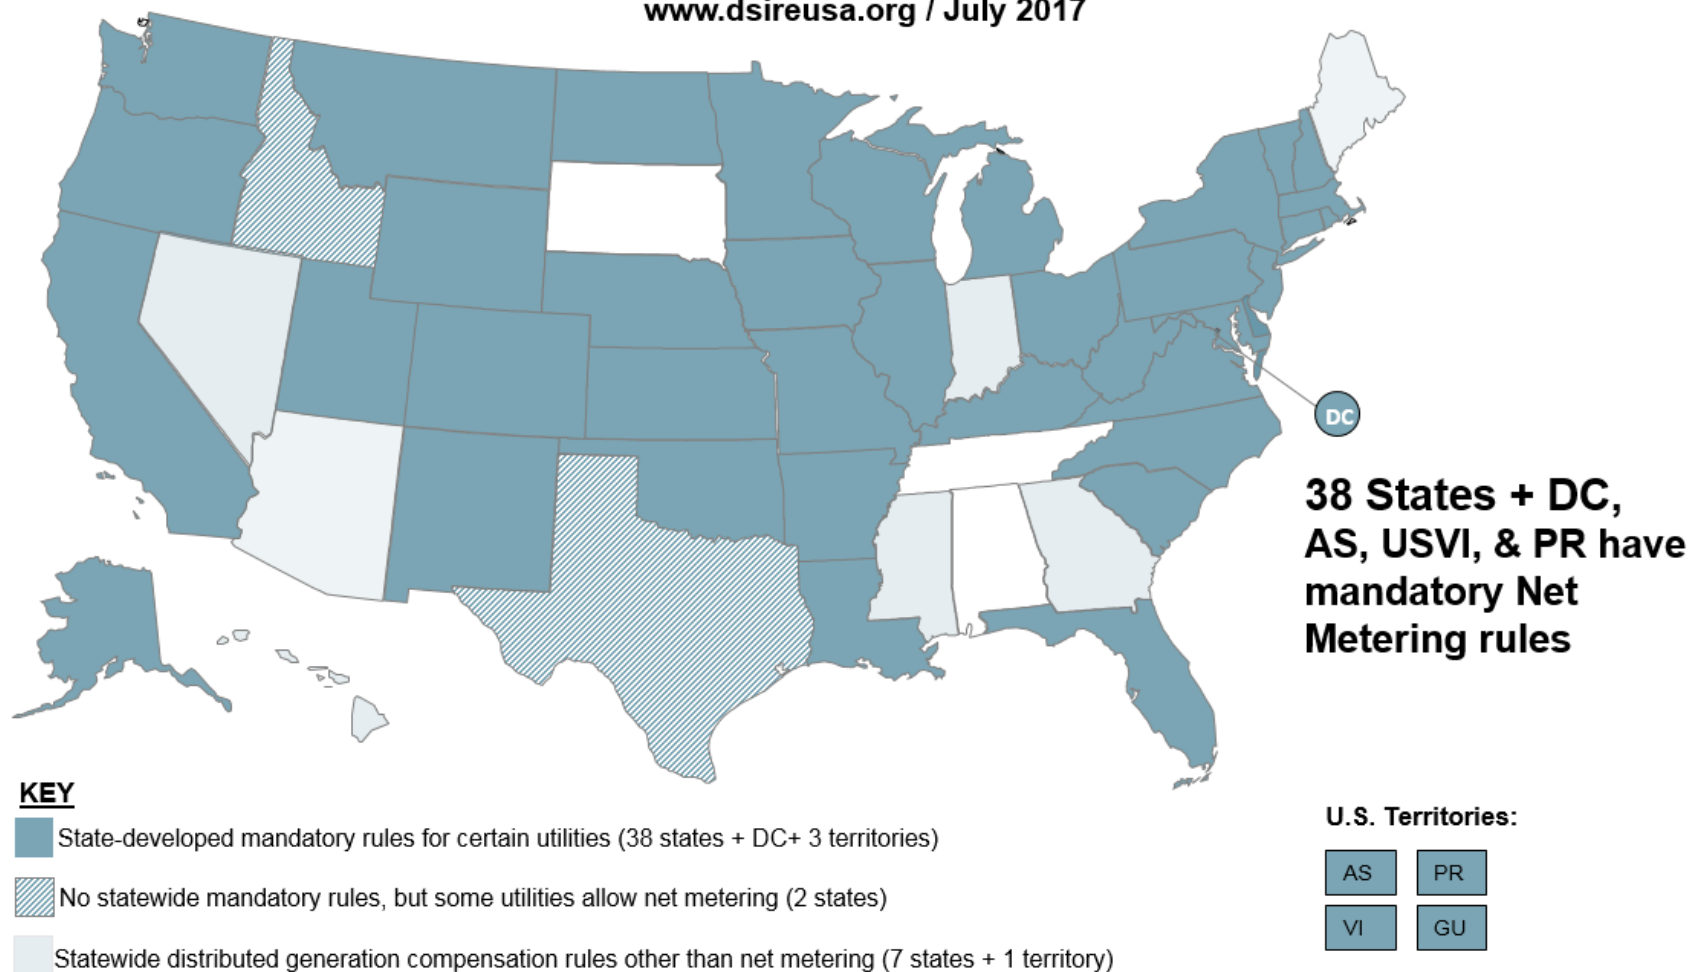 www.dsireusa.org / July 2017
DC
38 States + DC,
AS, USVI, & PR have
mandatory Net
Metering rules
KEY
State-developed mandatory rules for certain utilities (38 states + DC+ 3 territories)
No statewide mandatory rules, but some utilities allow net metering (2 states)
Statewide distributed generation compensation rules other than net metering (7 states + 1 territory)
U.S. Territories:
AS PR
VI GU